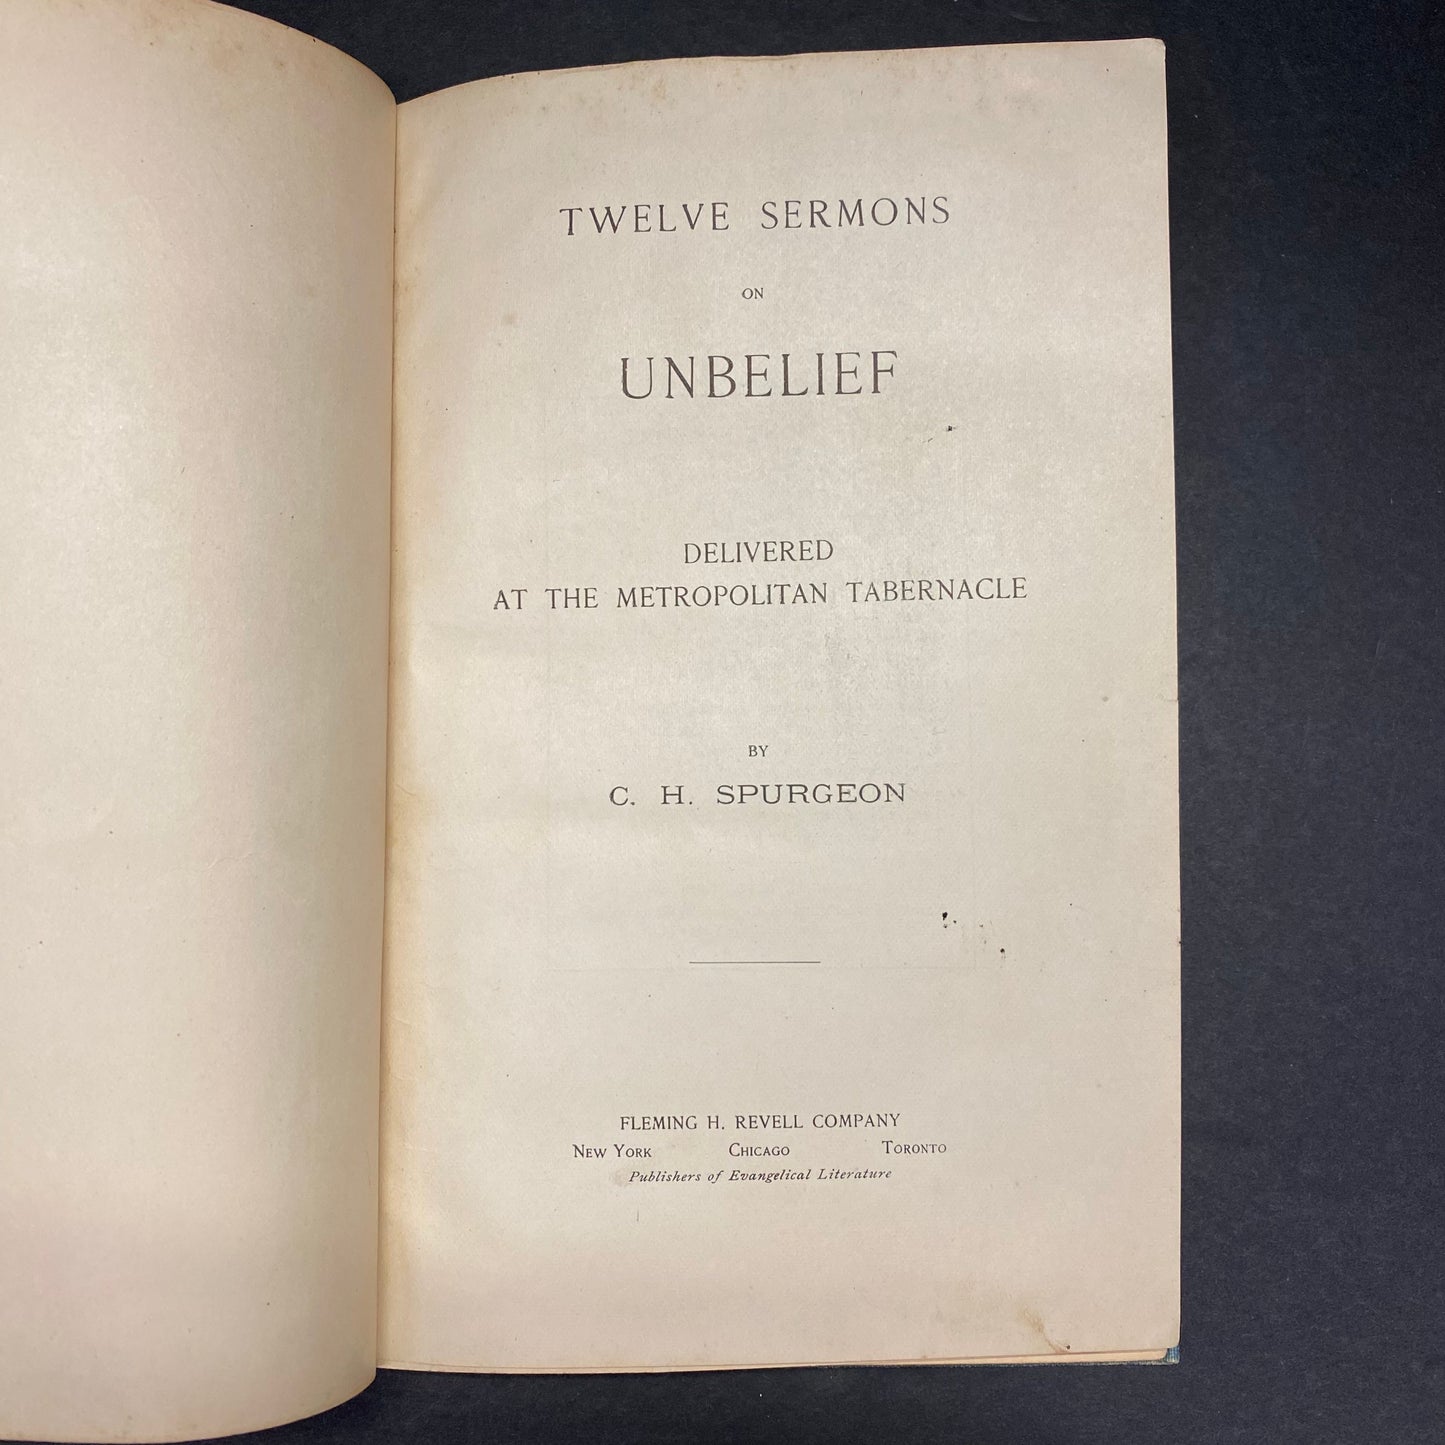 TWELVE SERMONS
ON
UNBELIEF
DELIVERED
AT THE METROPOLITAN TABERNACLE
BY
C. H. SPURGEON
FLEMING H. REVELL COMPANY
NEW YORK CHICAGO TORONTO
Publishers of Evangelical Literature